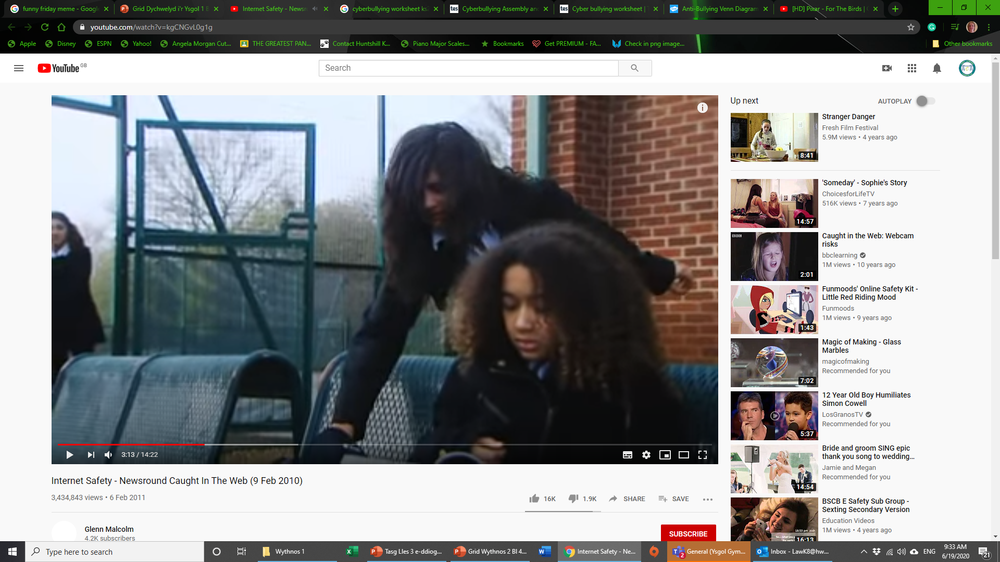 funny friday meme - Googl
Grid Dychwelyd i'r Ysgol 1 B
Internet Safety - Newsr
cyberbullying worksheet ks2
tes Cyberbullying Assembly and
tes Cyber bullying worksheet | T
Anti-Bullying Venn Diagram
[HD] Pixar - For The Birds | O
youtube.com/watch?v=kgCNGvL0g1g
Apple Disney ESPN Yahoo! Angela Morgan Cut... THE GREATEST PAN... Contact Huntshill K... Piano Major Scales... Bookmarks Get PREMIUM - FA... Check in png image... Other bookmarks
YouTube GB
Search
Up next
AUTOPLAY
Stranger Danger
Fresh Film Festival
5.9M views • 4 years ago
8:41
'Someday' - Sophie's Story
ChoicesforLifeTV
516K views • 7 years ago
14:57
BBC
Caught in the Web: Webcam
risks
bbclearning
1M views • 10 years ago
2:01
Funmoods' Online Safety Kit -
Little Red Riding Mood
Funmoods
1M views • 9 years ago
1:43
Magic of Making - Glass
Marbles
magicofmaking
Recommended for you
7:02
12 Year Old Boy Humiliates
Simon Cowell
LosGranosTV
Recommended for you
5:37
Bride and groom SING epic
thank you song to wedding...
Jamie and Megan
Recommended for you
14:54
BSCB E Safety Sub Group -
Sexting Secondary Version
Education Videos
1M views • 4 years ago
18:53 pm Josh
16:13
3:13 / 14:22
Internet Safety - Newsround Caught In The Web (9 Feb 2010)
3,434,843 views • 6 Feb 2011
16K 1.9K SHARE SAVE
Glenn Malcolm
4.2K subscribers
SUBSCRIBE
Type here to search
Wythnos 1
Tasg Lles 3 e-ddiog...
Grid Wythnos 2 Bl 4...
Internet Safety - Ne...
2
General (Ysgol Gym...
Inbox - LawK8@hw...
ENG
9:33 AM
6/19/2020
21